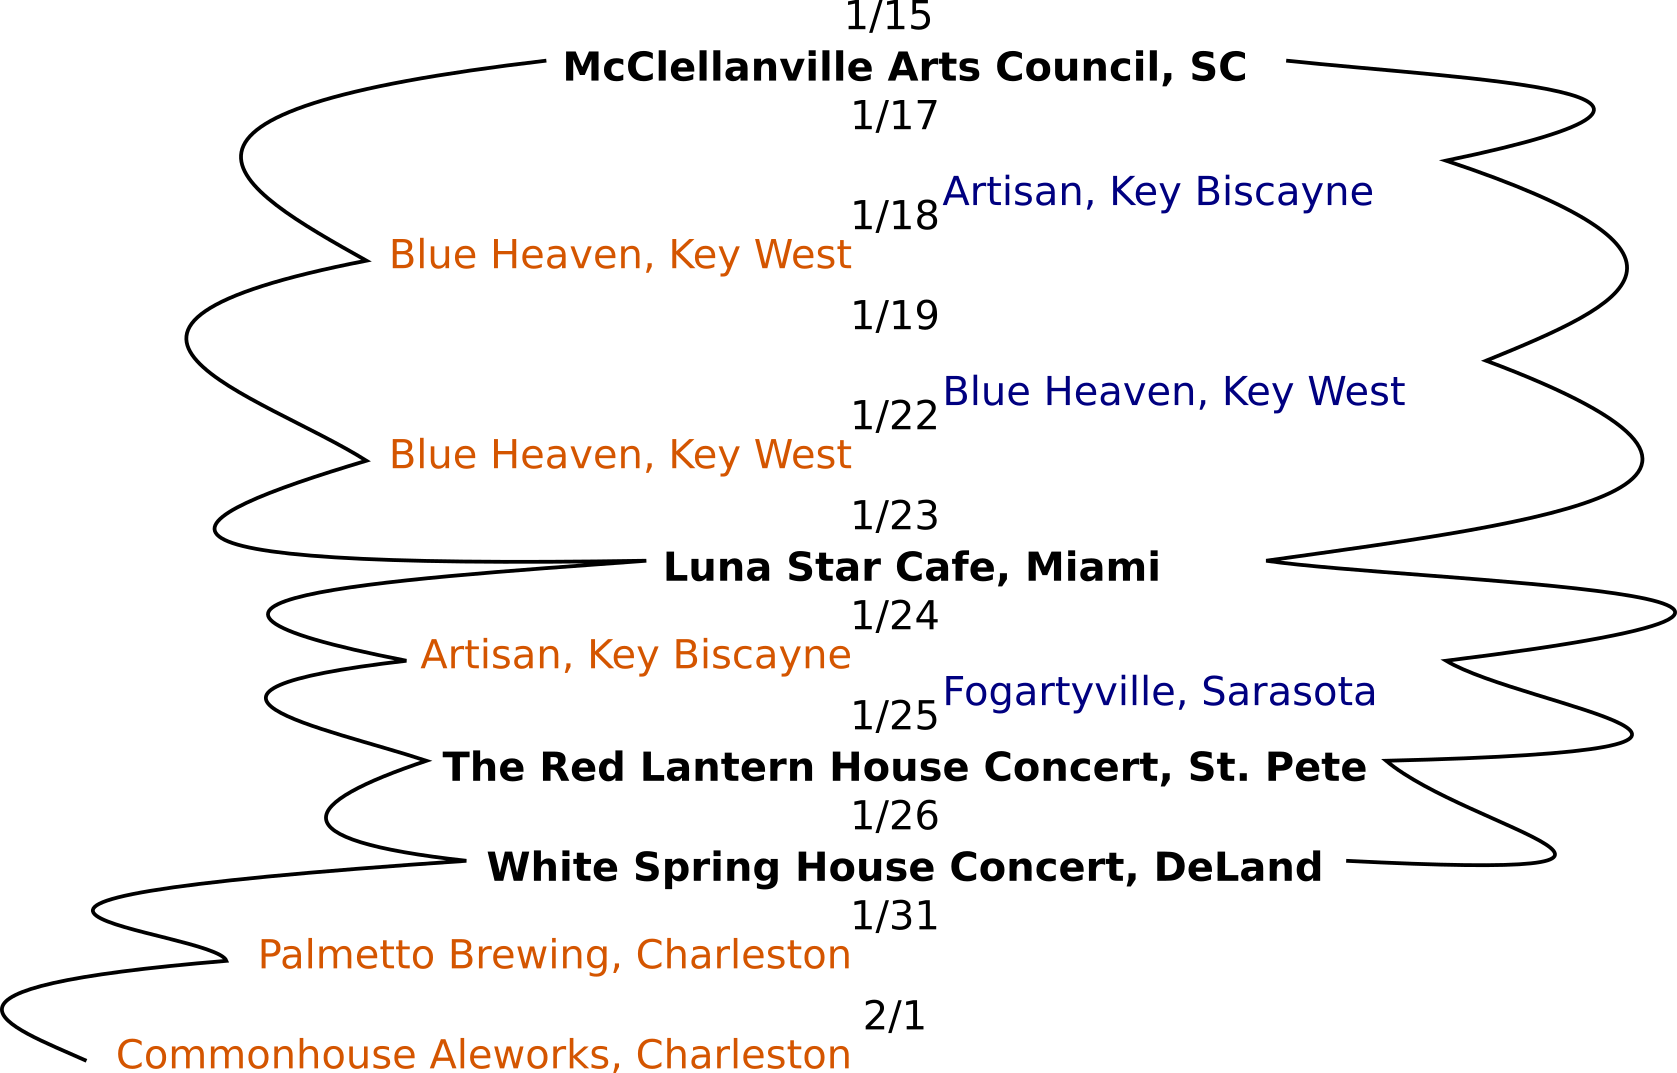 1/15
McClellanville Arts Council, SC
1/17
Artisan, Key Biscayne
1/18
Blue Heaven, Key West
1/19
Blue Heaven, Key West
1/22
Blue Heaven, Key West
1/23
Luna Star Cafe, Miami
1/24
Artisan, Key Biscayne
Fogartyville, Sarasota
1/25
The Red Lantern House Concert, St. Pete
1/26
White Spring House Concert, DeLand
1/31
Palmetto Brewing, Charleston
2/1
Commonhouse Aleworks, Charleston